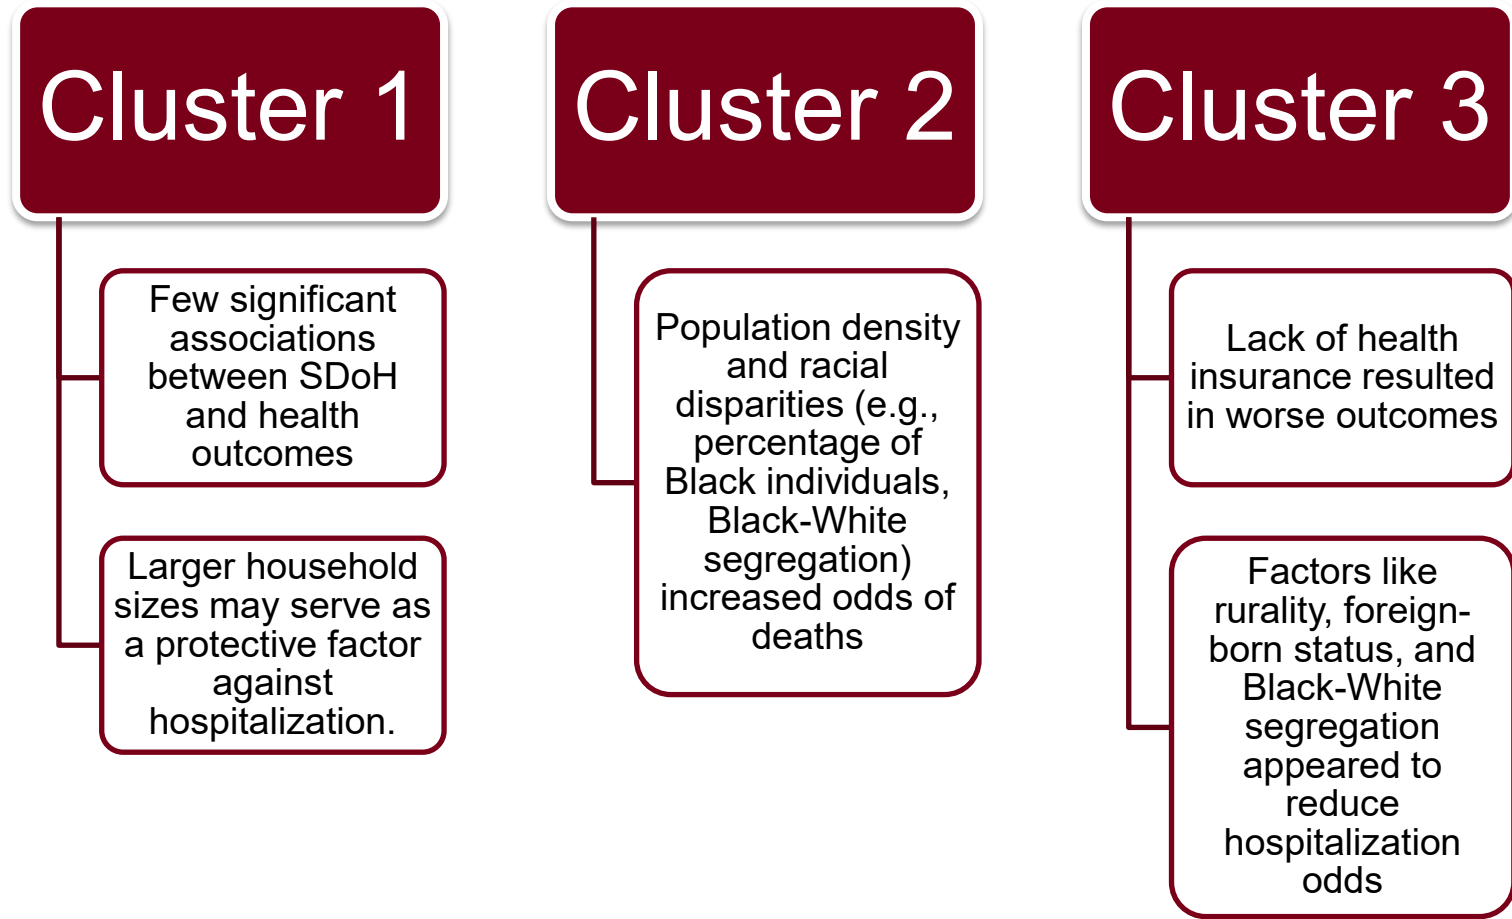 Cluster 1
Few significant
associations
between SDoH
and health
outcomes
Larger household
sizes may serve as
a protective factor
against
hospitalization.
Cluster 2
Population density
and racial
disparities (e.g.,
percentage of
Black individuals,
Black-White
segregation)
increased odds of
deaths
Cluster 3
Lack of health
insurance resulted
in worse outcomes
Factors like
rurality, foreign-
born status, and
Black-White
segregation
appeared to
reduce
hospitalization
odds